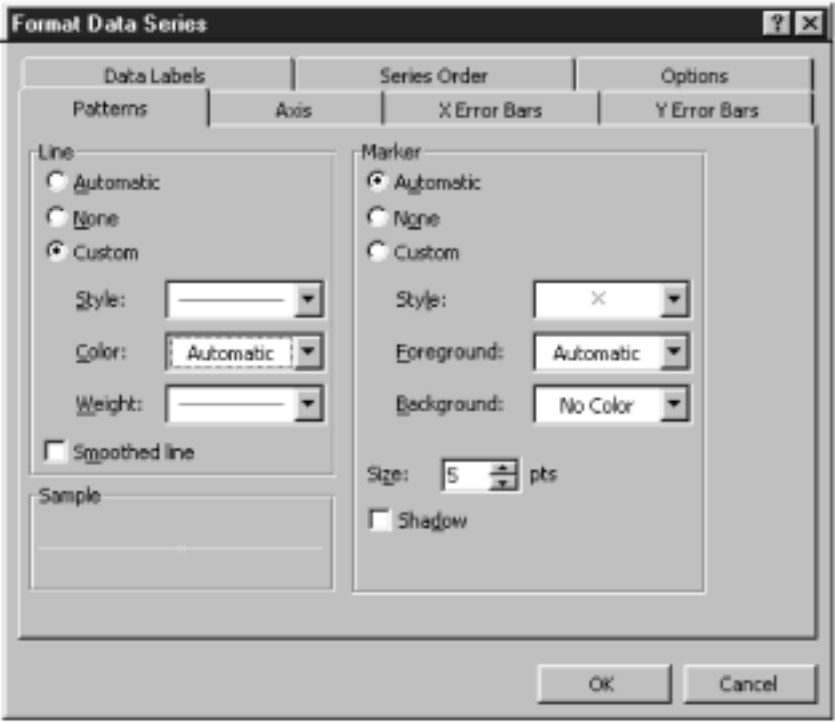 Format Data Series
Data Labels Series Order Options
Patterns Axis X Error Bars Y Error Bars
Line
Automatic
None
Custom
Style:
Color: Automatic
Weight:
Smoothed line
Sample
Marker
Automatic
None
Custom
Style:
Foreground: Automatic
Background: No Color
Size: 5 pts
Shadow
OK Cancel